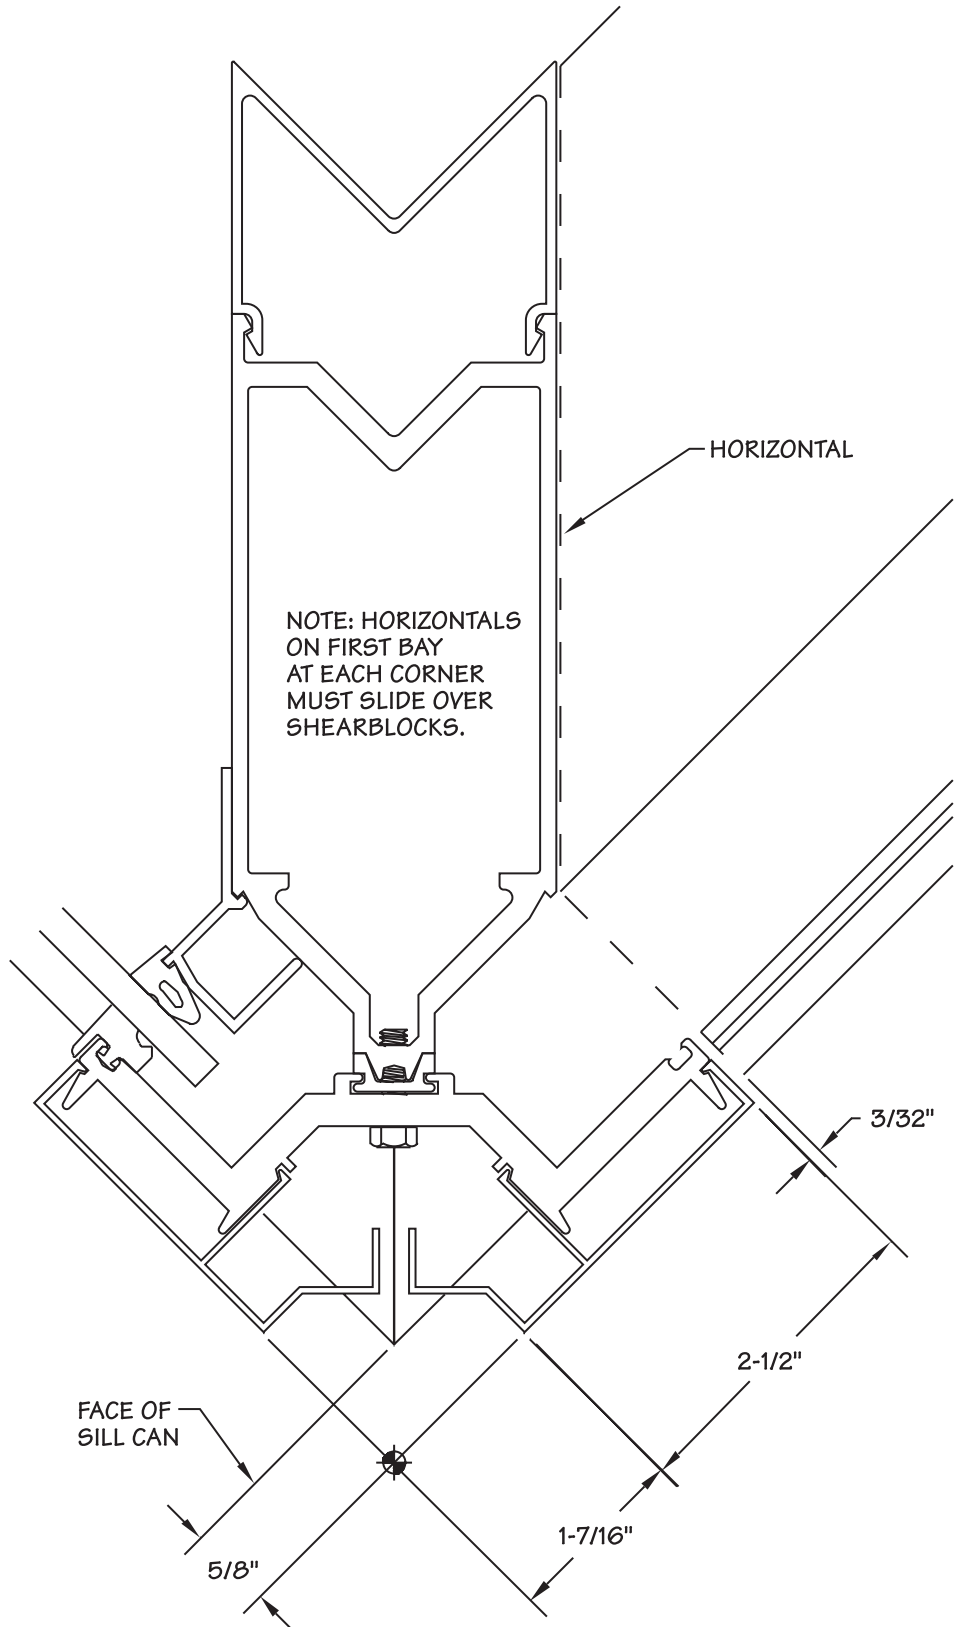 HORIZONTAL
NOTE: HORIZONTALS
ON FIRST BAY
AT EACH CORNER
MUST SLIDE OVER
SHEARBLOCKS.
3/32"
2-1/2"
FACE OF
SILL CAN
1-7/16"
5/8"